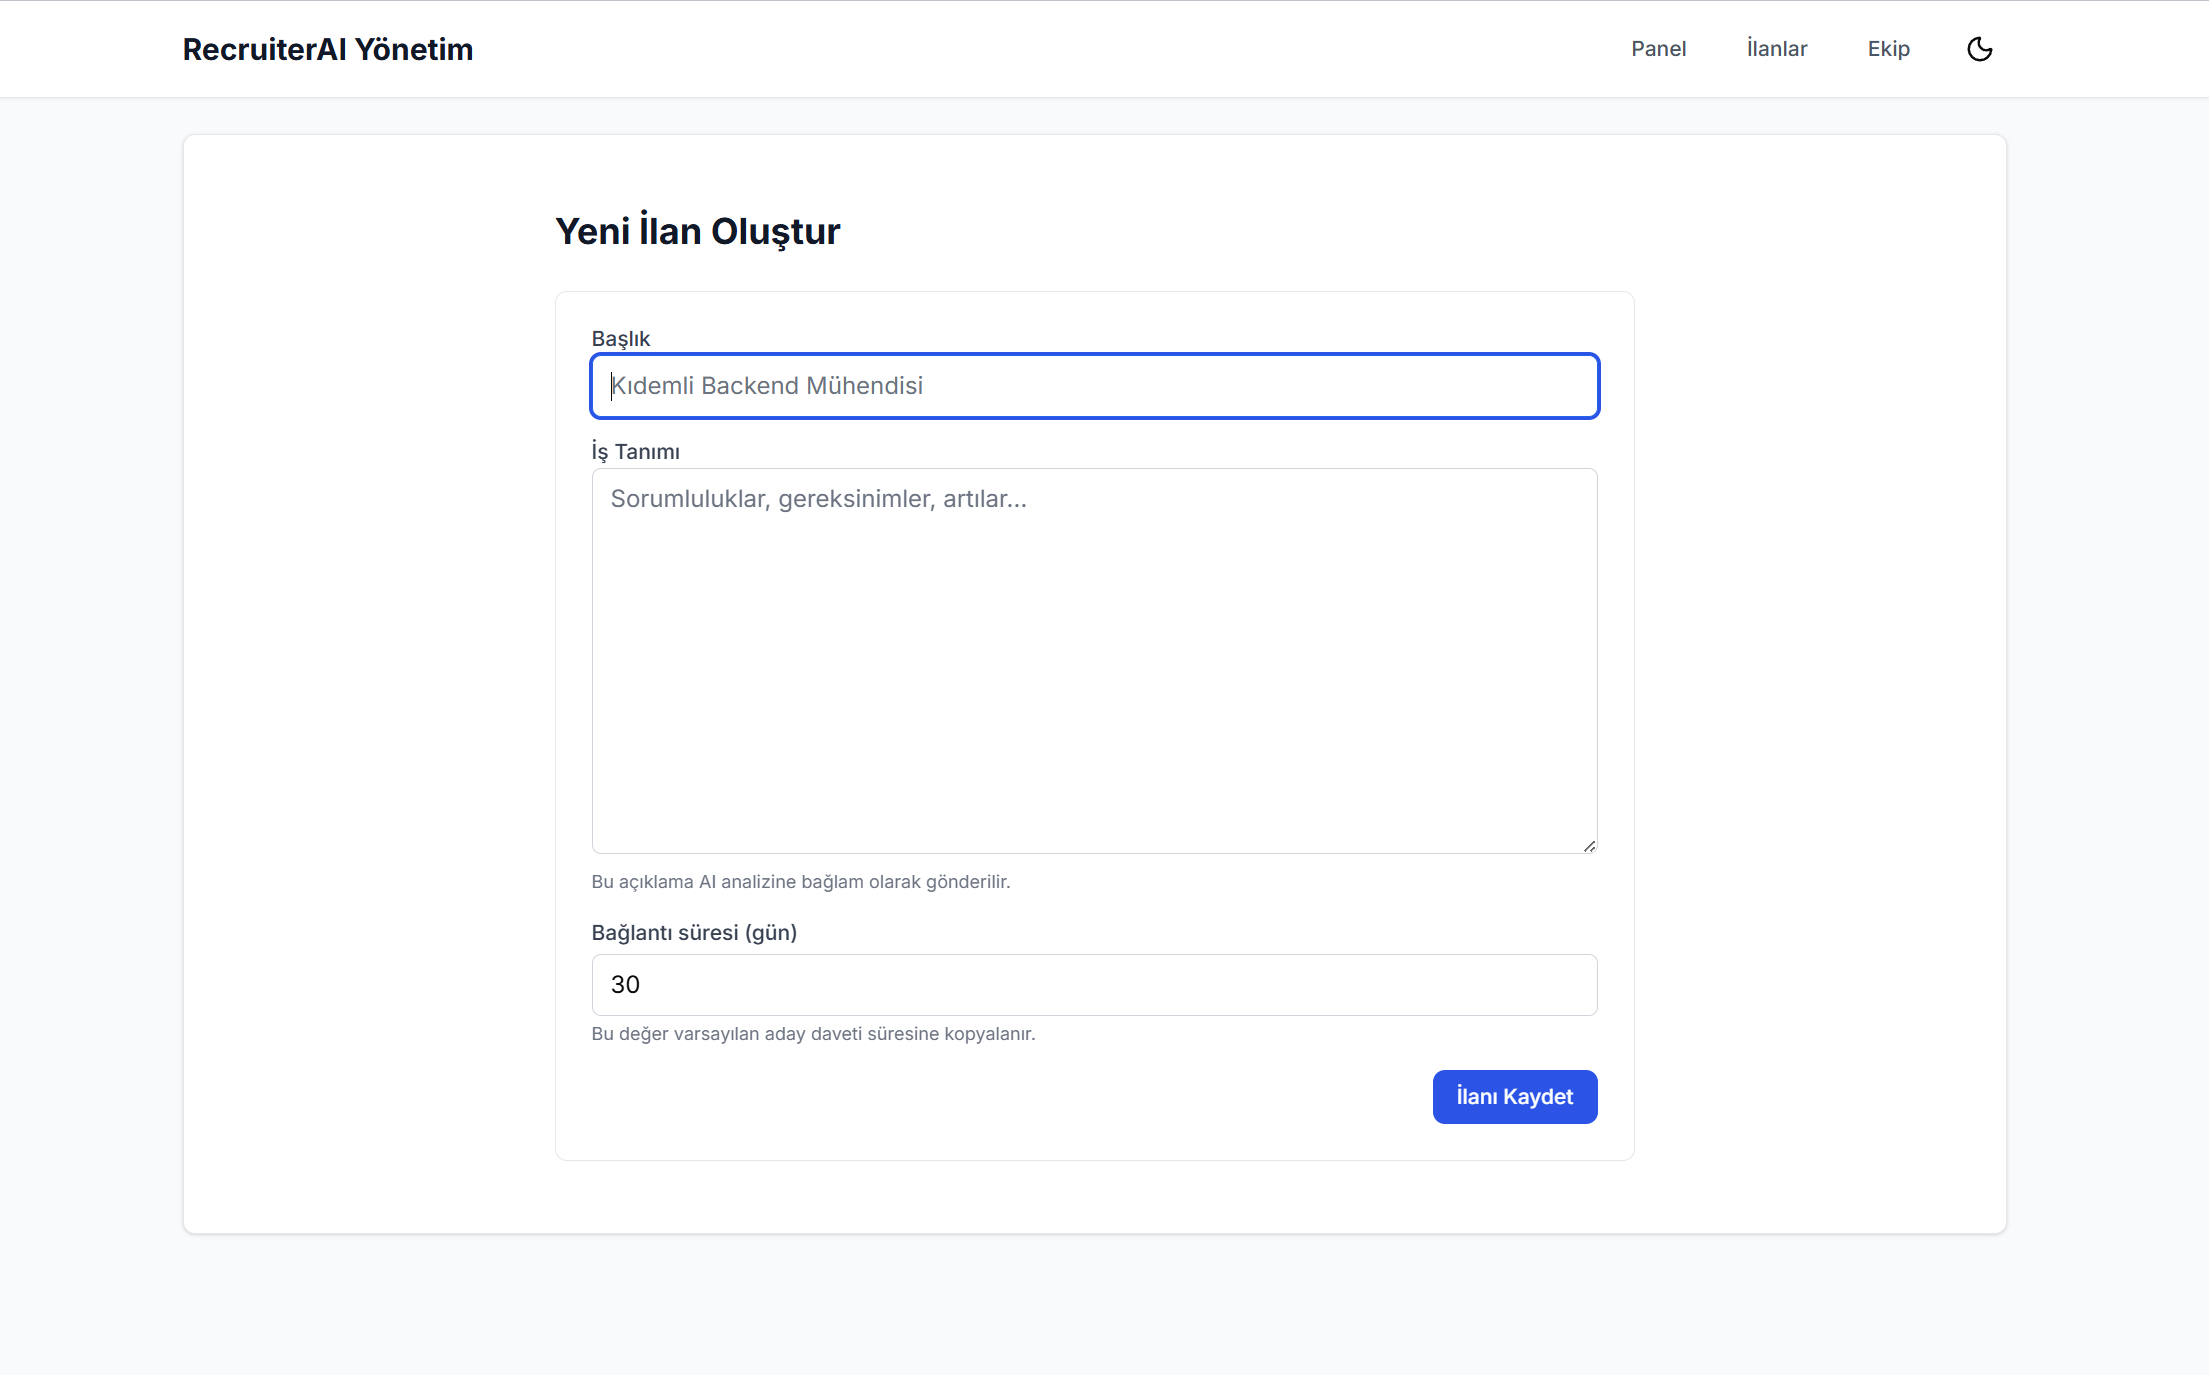 RecruiterAI Yönetim
Panel
İlanlar
Ekip
Yeni İlan Oluştur
Başlık
Kıdemli Backend Mühendisi
İş Tanımı
Sorumluluklar, gereksinimler, artılar...
Bu açıklama AI analizine bağlam olarak gönderilir.
Bağlantı süresi (gün)
30
Bu değer varsayılan aday daveti süresine kopyalanır.
İlanı Kaydet